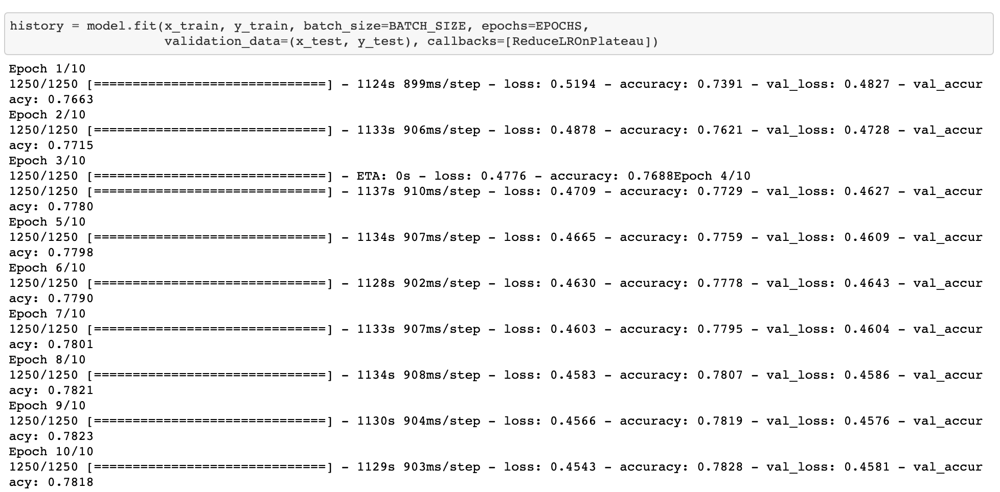 history = model.fit(x_train, y_train, batch_size=BATCH_SIZE, epochs=EPOCHS,
                    validation_data=(x_test, y_test), callbacks=[ReduceLROnPlateau])
Epoch 1/10
1250/1250 [==============================] - 1124s 899ms/step - loss: 0.5194 - accuracy: 0.7391 - val_loss: 0.4827 - val_accur
acy: 0.7663
Epoch 2/10
1250/1250 [==============================] - 1133s 906ms/step - loss: 0.4878 - accuracy: 0.7621 - val_loss: 0.4728 - val_accur
acy: 0.7715
Epoch 3/10
1250/1250 [==============================] - ETA: 0s - loss: 0.4776 - accuracy: 0.7688Epoch 4/10
1250/1250 [==============================] - 1137s 910ms/step - loss: 0.4709 - accuracy: 0.7729 - val_loss: 0.4627 - val_accur
acy: 0.7780
Epoch 5/10
1250/1250 [==============================] - 1134s 907ms/step - loss: 0.4665 - accuracy: 0.7759 - val_loss: 0.4609 - val_accur
acy: 0.7798
Epoch 6/10
1250/1250 [==============================] - 1128s 902ms/step - loss: 0.4630 - accuracy: 0.7778 - val_loss: 0.4643 - val_accur
acy: 0.7790
Epoch 7/10
1250/1250 [==============================] - 1133s 907ms/step - loss: 0.4603 - accuracy: 0.7795 - val_loss: 0.4604 - val_accur
acy: 0.7801
Epoch 8/10
1250/1250 [==============================] - 1134s 908ms/step - loss: 0.4583 - accuracy: 0.7807 - val_loss: 0.4586 - val_accur
acy: 0.7821
Epoch 9/10
1250/1250 [==============================] - 1130s 904ms/step - loss: 0.4566 - accuracy: 0.7819 - val_loss: 0.4576 - val_accur
acy: 0.7823
Epoch 10/10
1250/1250 [==============================] - 1129s 903ms/step - loss: 0.4543 - accuracy: 0.7828 - val_loss: 0.4581 - val_accur
acy: 0.7818